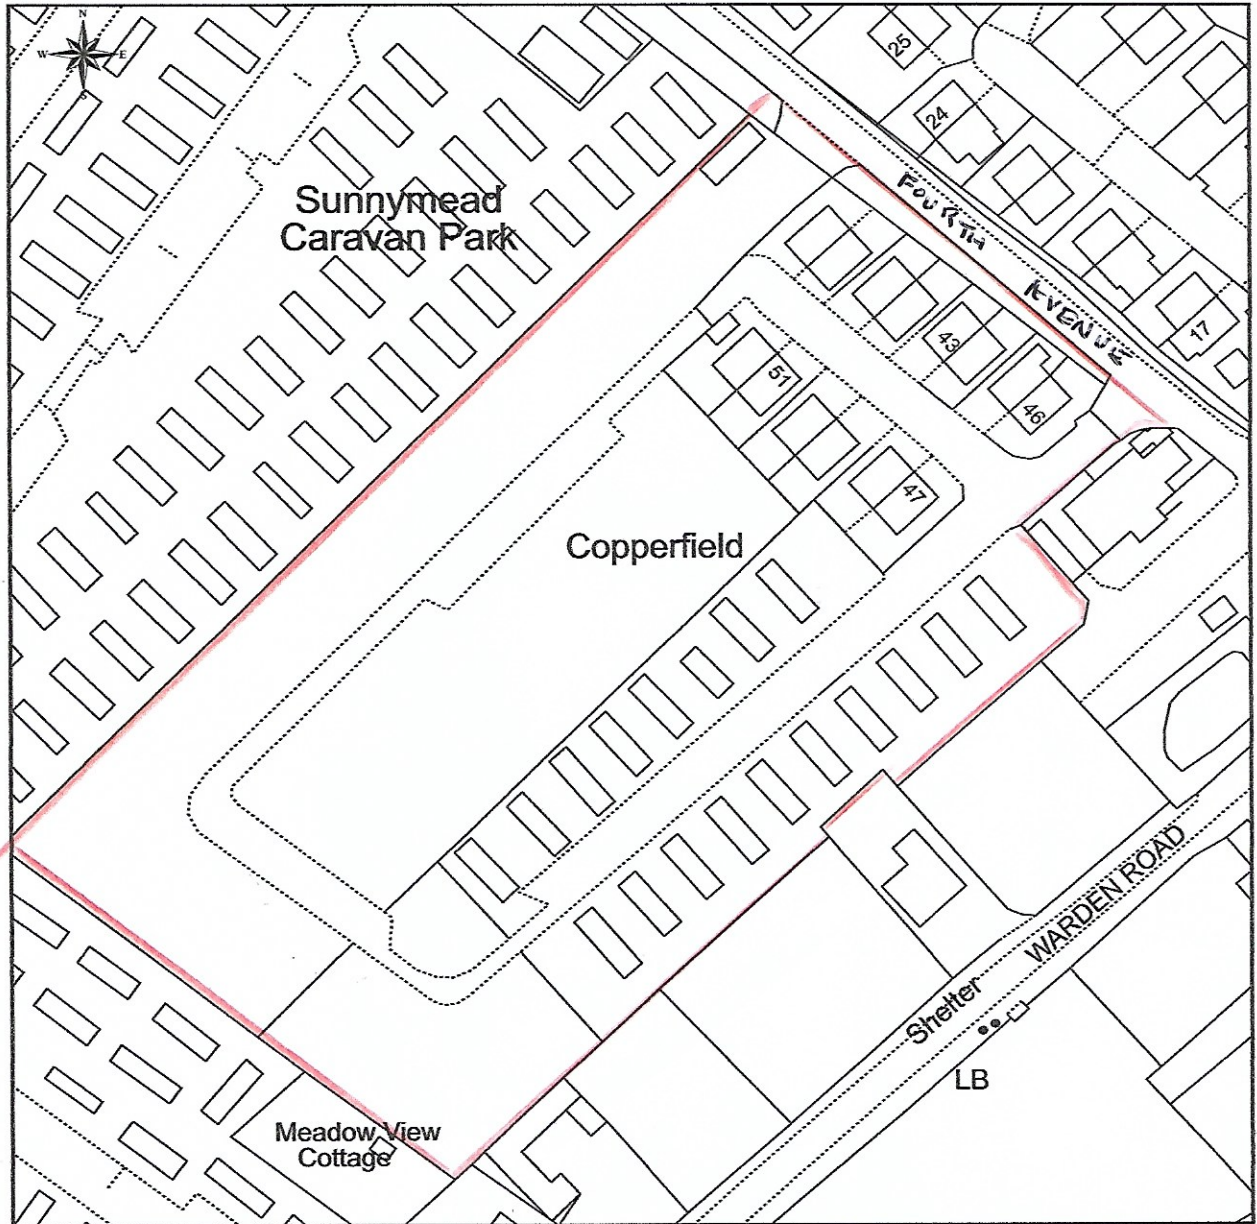 N
W E
S
25
24
Sunnymead
Caravan Park
FOURTH AVENUE
17
43
46
51
47
Copperfield
WARDEN ROAD
Shelter
LB
Meadow View
Cottage